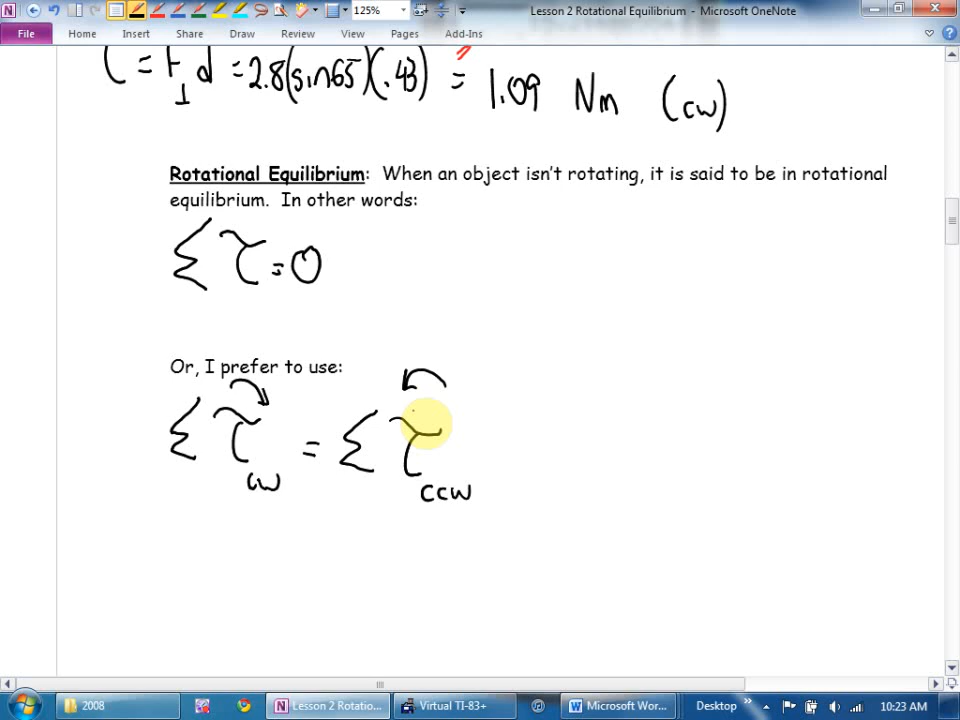 125%
Lesson 2 Rotational Equilibrium - Microsoft OneNote
File Home Insert Share Draw Review View Pages Add-Ins
τ = F⊥ d = 2.8(sin65)(.43) = 1.09 Nm (cw)
Rotational Equilibrium: When an object isn't rotating, it is said to be in rotational
equilibrium. In other words:
Σ τ = 0
Or, I prefer to use:
Σ τ cw = Σ τ ccw
2008 Lesson 2 Rotatio... Virtual TI-83+ Microsoft Wor... Desktop 10:23 AM